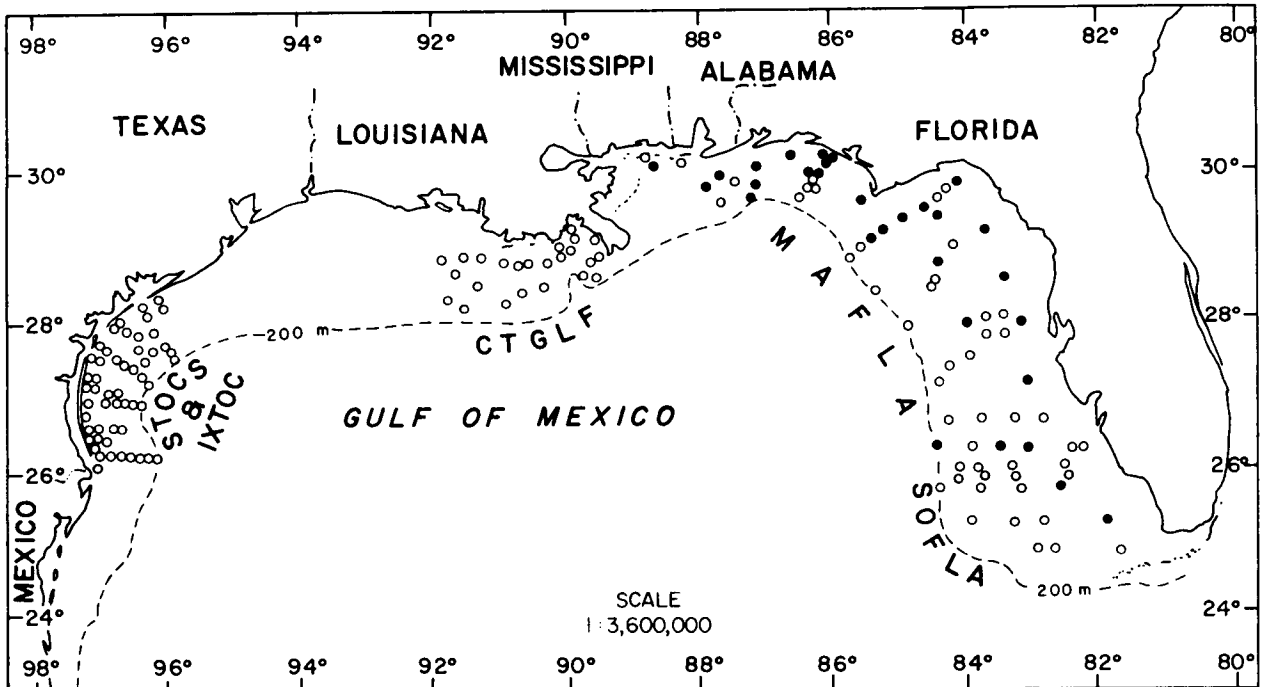 98° 96° 94° 92° 90° 88° 86° 84° 82° 80°
MISSISSIPPI ALABAMA
TEXAS LOUISIANA FLORIDA
30° 30°
MAFLA
28° 200 m CTGLF 28°
STOCS & IXTOC
GULF OF MEXICO
26° 26°
SOFLA
MEXICO
200 m
24° SCALE 24°
1:3,600,000
98° 96° 94° 92° 90° 88° 86° 84° 82° 80°